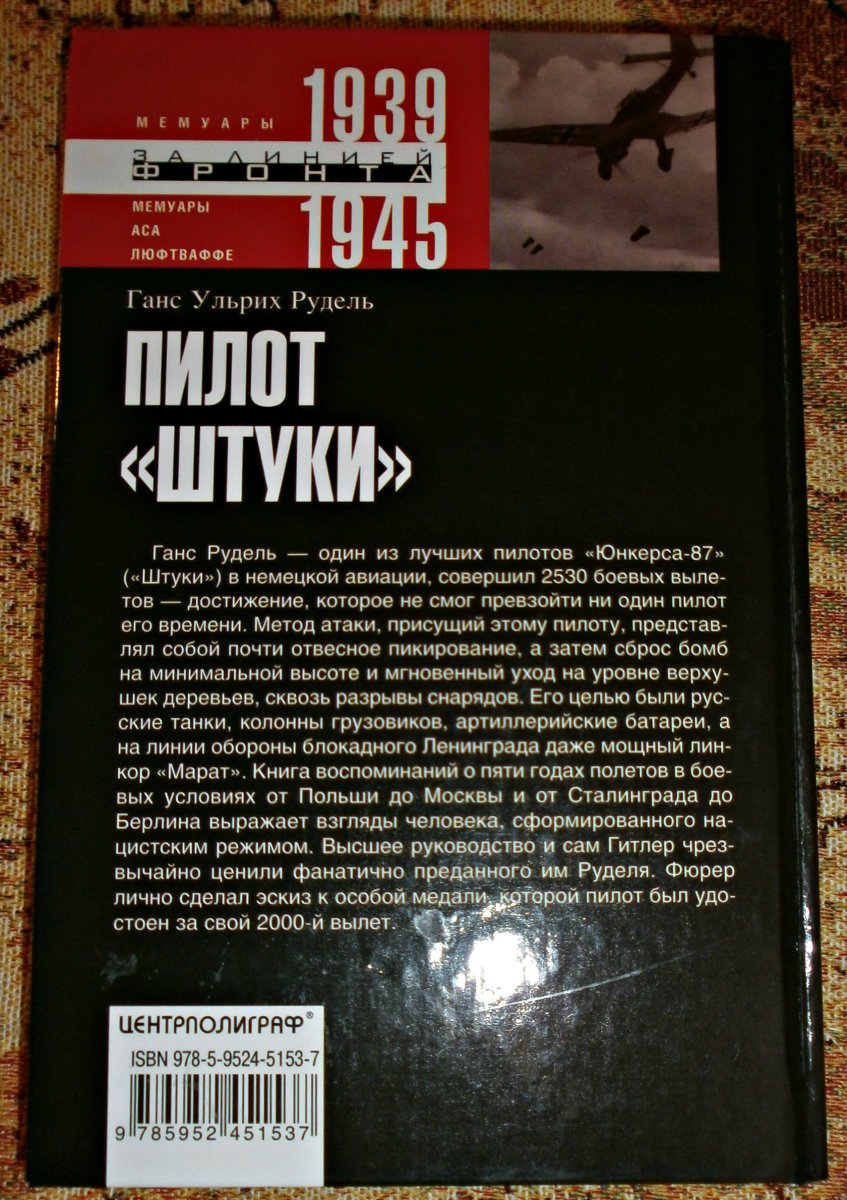 МЕМУАРЫ
1939
ЗА ЛИНИЕЙ
ФРОНТА
1945
МЕМУАРЫ
АСА
ЛЮФТВАФФЕ
Ганс Ульрих Рудель
ПИЛОТ
«ШТУКИ»
Ганс Рудель — один из лучших пилотов «Юнкерса-87»
(«Штуки») в немецкой авиации, совершил 2530 боевых выле-
тов — достижение, которое не смог превзойти ни один пилот
его времени. Метод атаки, присущий этому пилоту, представ-
лял собой почти отвесное пикирование, а затем сброс бомб
на минимальной высоте и мгновенный уход на уровне верху-
шек деревьев, сквозь разрывы снарядов. Его целью были рус-
ские танки, колонны грузовиков, артиллерийские батареи, а
на линии обороны блокадного Ленинграда даже мощный лин-
кор «Марат». Книга воспоминаний о пяти годах полетов в бое-
вых условиях от Польши до Москвы и от Сталинграда до
Берлина выражает взгляды человека, сформированного на-
цистским режимом. Высшее руководство и сам Гитлер чрез-
вычайно ценили фанатично преданного им Руделя. Фюрер
лично сделал эскиз к особой медали, которой пилот был удо-
стоен за свой 2000-й вылет.
ЦЕНТРПОЛИГРАФ®
ISBN 978-5-9524-5153-7
9 785952 451537